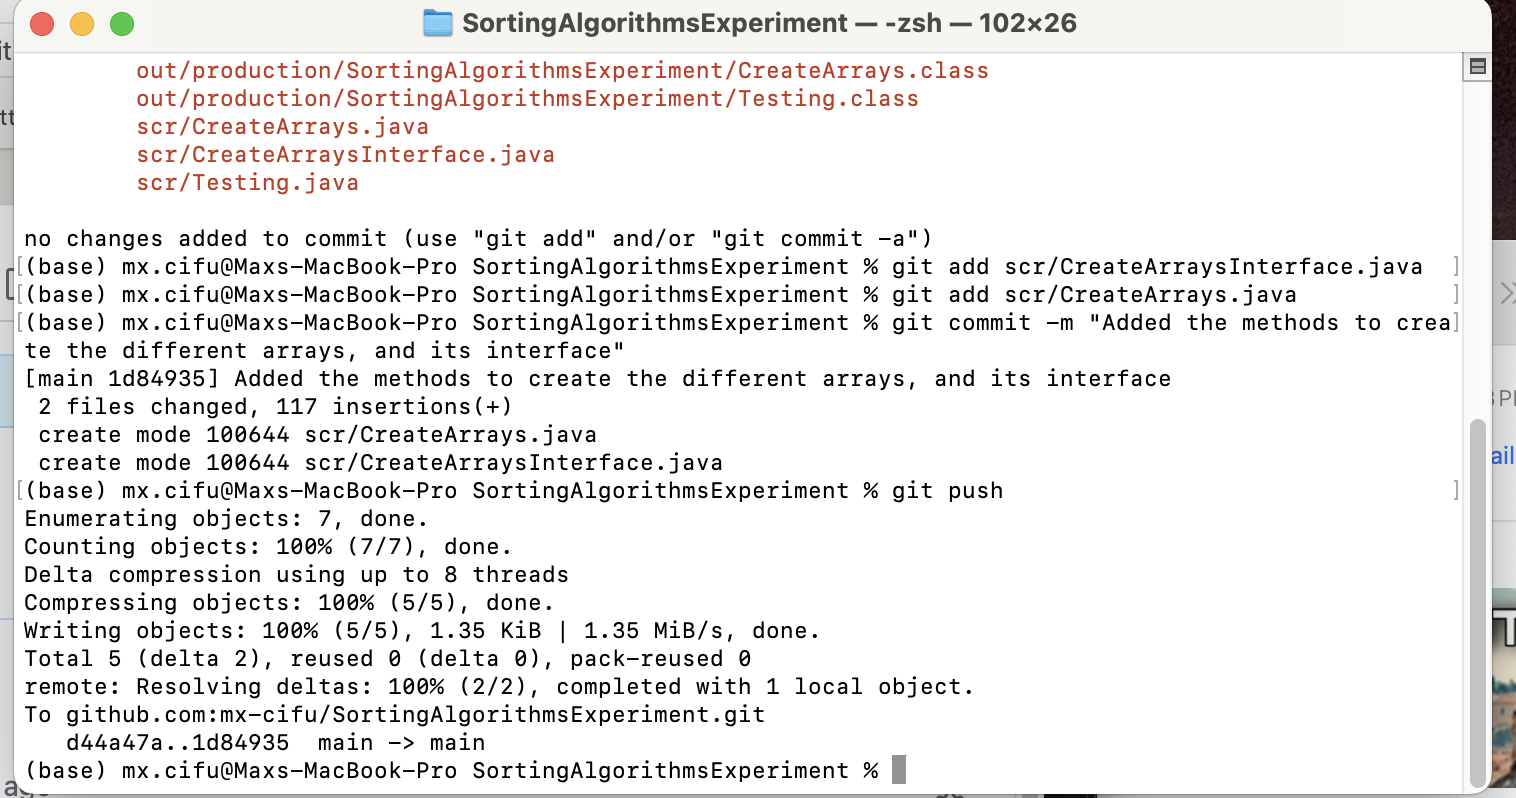 SortingAlgorithmsExperiment — -zsh — 102×26
out/production/SortingAlgorithmsExperiment/CreateArrays.class
out/production/SortingAlgorithmsExperiment/Testing.class
scr/CreateArrays.java
scr/CreateArraysInterface.java
scr/Testing.java
no changes added to commit (use "git add" and/or "git commit -a")
[(base) mx.cifu@Maxs-MacBook-Pro SortingAlgorithmsExperiment % git add scr/CreateArraysInterface.java ]
[(base) mx.cifu@Maxs-MacBook-Pro SortingAlgorithmsExperiment % git add scr/CreateArrays.java ]
[(base) mx.cifu@Maxs-MacBook-Pro SortingAlgorithmsExperiment % git commit -m "Added the methods to crea]
te the different arrays, and its interface"
[main 1d84935] Added the methods to create the different arrays, and its interface
2 files changed, 117 insertions(+)
create mode 100644 scr/CreateArrays.java
create mode 100644 scr/CreateArraysInterface.java
[(base) mx.cifu@Maxs-MacBook-Pro SortingAlgorithmsExperiment % git push ]
Enumerating objects: 7, done.
Counting objects: 100% (7/7), done.
Delta compression using up to 8 threads
Compressing objects: 100% (5/5), done.
Writing objects: 100% (5/5), 1.35 KiB | 1.35 MiB/s, done.
Total 5 (delta 2), reused 0 (delta 0), pack-reused 0
remote: Resolving deltas: 100% (2/2), completed with 1 local object.
To github.com:mx-cifu/SortingAlgorithmsExperiment.git
d44a47a..1d84935  main -> main
(base) mx.cifu@Maxs-MacBook-Pro SortingAlgorithmsExperiment %